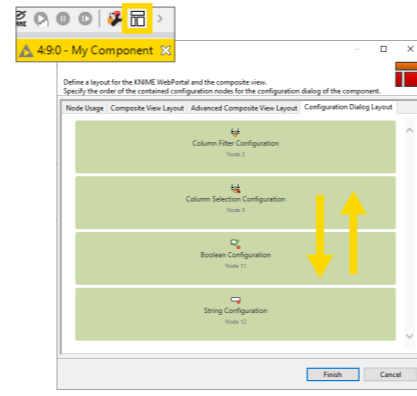 4:9:0 - My Component
Define a layout for the KNIME WebPortal and the composite view.
Specify the order of the contained configuration nodes for the configuration dialog of the component.
Node Usage Composite View Layout Advanced Composite View Layout Configuration Dialog Layout
Column Filter Configuration
Node 2
Column Selection Configuration
Node 3
Boolean Configuration
Node 11
String Configuration
Node 12
Finish Cancel